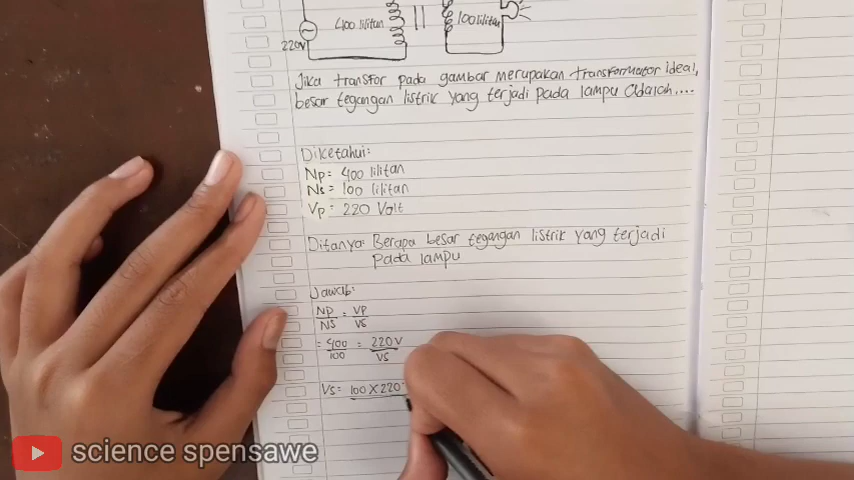 400 lilitan
100 lilitan
220V
Jika transfor pada gambar merupakan transformator ideal,
besar tegangan listrik yang terjadi pada lampu adalah....
Diketahui:
Np = 400 lilitan
Ns = 100 lilitan
Vp = 220 Volt
Ditanya: Berapa besar tegangan listrik yang terjadi
pada lampu
Jawab:
NP = VP
NS VS
= 400 = 220V
100 VS
Vs = 100 X 220
science spensawe